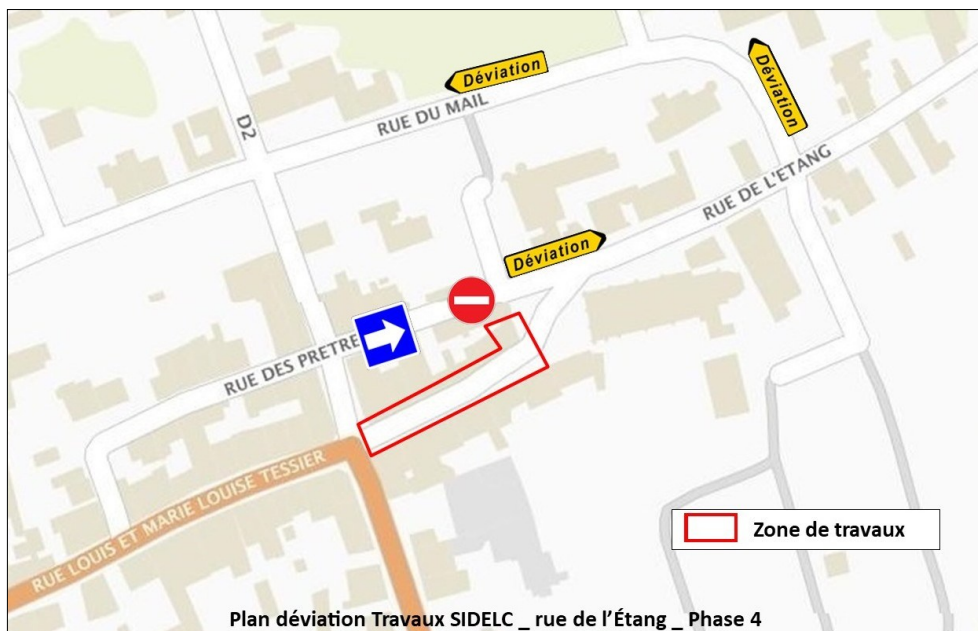 Déviation
Déviation
RUE DU MAIL
D2
RUE DE L'ETANG
Déviation
RUE DES PRETRE
RUE LOUIS ET MARIE LOUISE TESSIER
Zone de travaux
Plan déviation Travaux SIDELC _ rue de l'Étang _ Phase 4